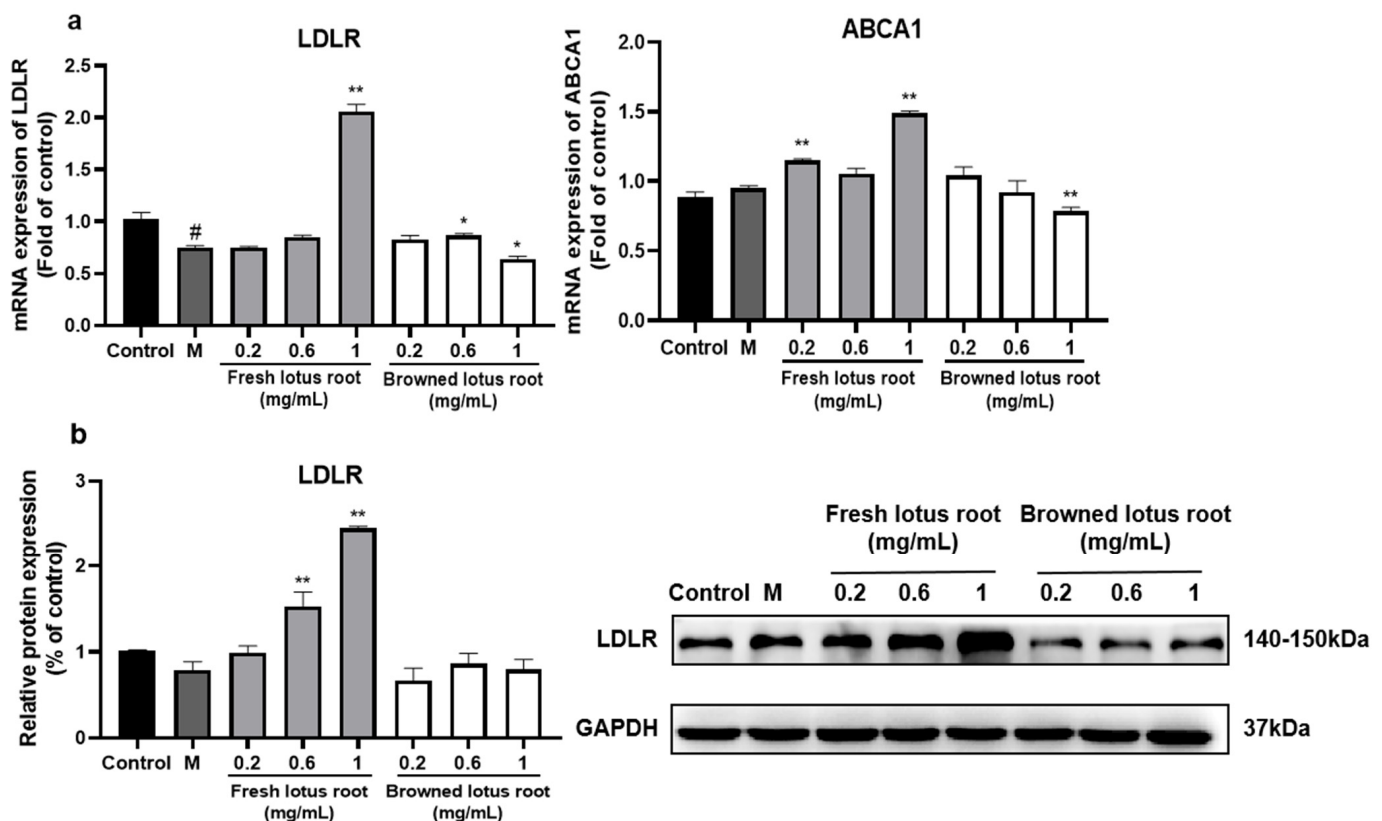 a
LDLR
mRNA expression of LDLR
(Fold of control)
2.5
2.0
1.5
1.0
0.5
0.0
**
#
*
*
Control M 0.2 0.6 1 0.2 0.6 1
Fresh lotus root Browned lotus root
(mg/mL) (mg/mL)
ABCA1
mRNA expression of ABCA1
(Fold of control)
2.0
1.5
1.0
0.5
0.0
**
**
**
Control M 0.2 0.6 1 0.2 0.6 1
Fresh lotus root Browned lotus root
(mg/mL) (mg/mL)
b
LDLR
Relative protein expression
(% of control)
3
2
1
0
**
**
Control M 0.2 0.6 1 0.2 0.6 1
Fresh lotus root Browned lotus root
(mg/mL) (mg/mL)
Fresh lotus root Browned lotus root
(mg/mL) (mg/mL)
Control M 0.2 0.6 1 0.2 0.6 1
LDLR 140-150kDa
GAPDH 37kDa